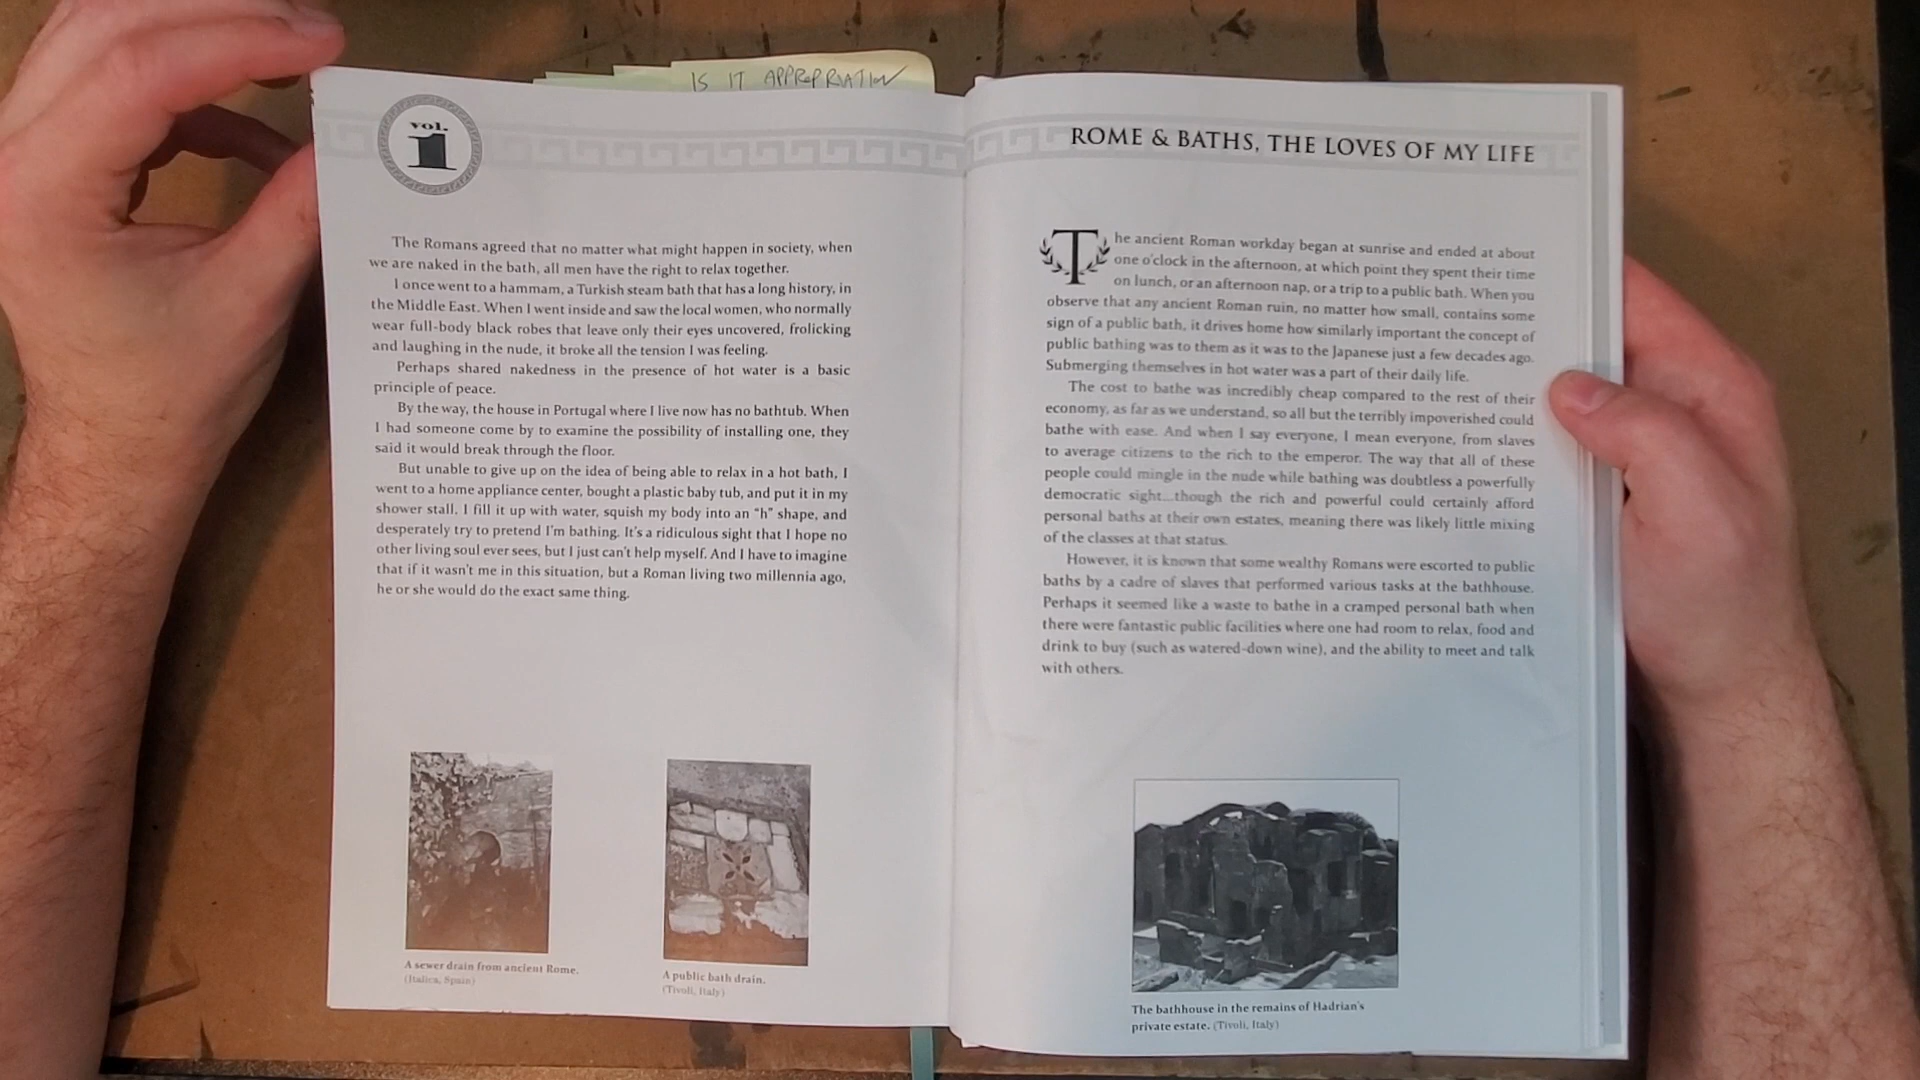 IS IT APPROPRIATION
ROME & BATHS, THE LOVES OF MY LIFE
The ancient Roman workday began at sunrise and ended at about
one o'clock in the afternoon, at which point they spent their time
on lunch, or an afternoon nap, or a trip to a public bath. When you
observe that any ancient Roman ruin, no matter how small, contains some
sign of a public bath, it drives home how similarly important the concept of
public bathing was to them as it was to the Japanese just a few decades ago.
Submerging themselves in hot water was a part of their daily life.
The cost to bathe was incredibly cheap compared to the rest of their
economy, as far as we understand, so all but the terribly impoverished could
bathe with ease. And when I say everyone, I mean everyone, from slaves
to average citizens to the rich to the emperor. The way that all of these
people could mingle in the nude while bathing was doubtless a powerfully
democratic sight...though the rich and powerful could certainly afford
personal baths at their own estates, meaning there was likely little mixing
of the classes at that status.
However, it is known that some wealthy Romans were escorted to public
baths by a cadre of slaves that performed various tasks at the bathhouse.
Perhaps it seemed like a waste to bathe in a cramped personal bath when
there were fantastic public facilities where one had room to relax, food and
drink to buy (such as watered-down wine), and the ability to meet and talk
with others.
The bathhouse in the remains of Hadrian's
private estate. (Tivoli, Italy)
vol.
1
The Romans agreed that no matter what might happen in society, when
we are naked in the bath, all men have the right to relax together.
I once went to a hammam, a Turkish steam bath that has a long history, in
the Middle East. When I went inside and saw the local women, who normally
wear full-body black robes that leave only their eyes uncovered, frolicking
and laughing in the nude, it broke all the tension I was feeling.
Perhaps shared nakedness in the presence of hot water is a basic
principle of peace.
By the way, the house in Portugal where I live now has no bathtub. When
I had someone come by to examine the possibility of installing one, they
said it would break through the floor.
But unable to give up on the idea of being able to relax in a hot bath, I
went to a home appliance center, bought a plastic baby tub, and put it in my
shower stall. I fill it up with water, squish my body into an "h" shape, and
desperately try to pretend I'm bathing. It's a ridiculous sight that I hope no
other living soul ever sees, but I just can't help myself. And I have to imagine
that if it wasn't me in this situation, but a Roman living two millennia ago,
he or she would do the exact same thing.
A sewer drain from ancient Rome.
(Italica, Spain)
A public bath drain.
(Tivoli, Italy)